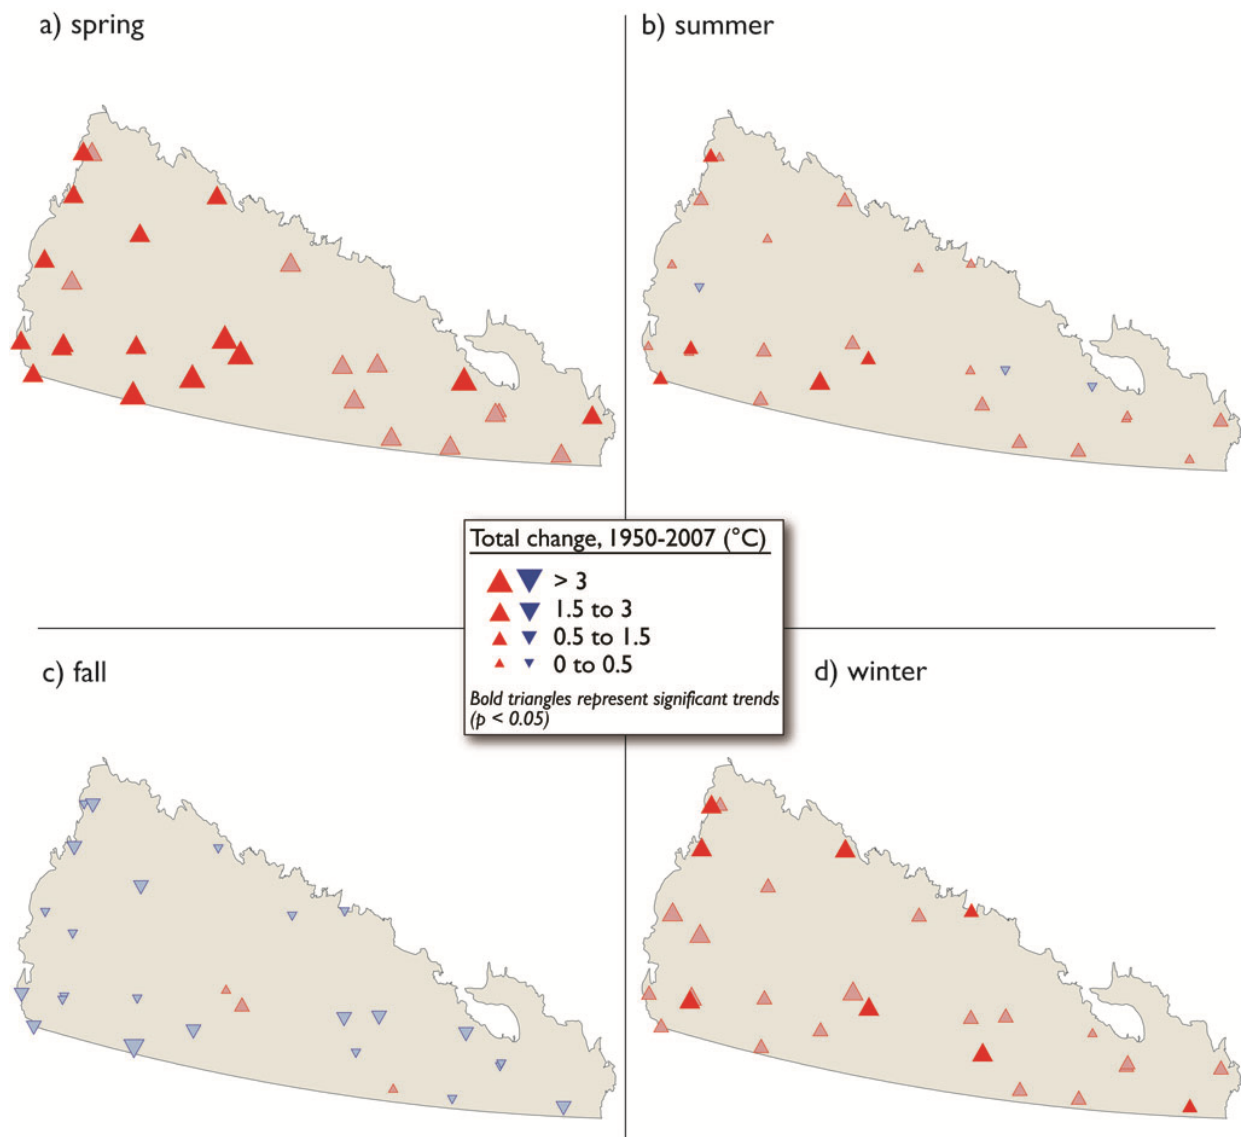 a) spring
b) summer
Total change, 1950-2007 (°C)
> 3
1.5 to 3
0.5 to 1.5
0 to 0.5
Bold triangles represent significant trends
(p < 0.05)
c) fall
d) winter